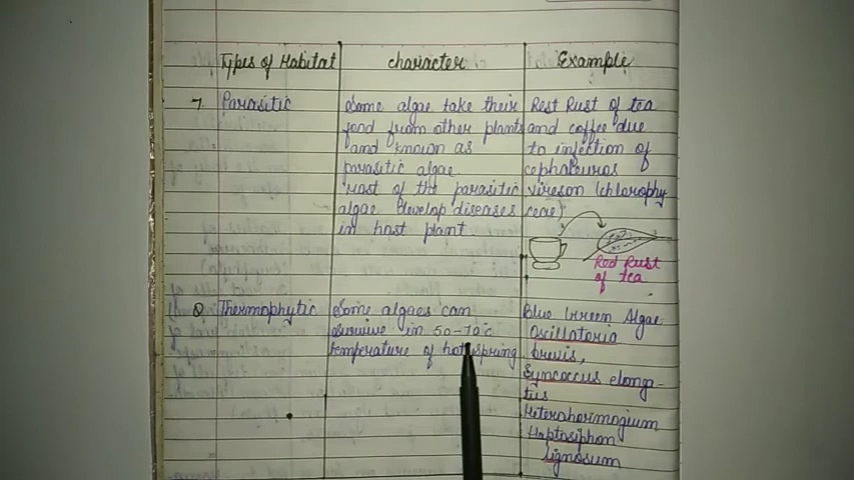 Types of Habitat
character
Example
7. Parasitic
Some algae take their
food from other plants
and known as
parasitic algae.
Most of the parasitic
algae develop diseases
in host plant
Rest Rust of tea
and coffee due
to infection of
cephaleuros
vireson (chlorophy
ceae)
Red Rust
of tea
8. Thermophytic
Some algaes can
survive in 50-70°c
temperature of hot spring
Blue Green Algae
Oscillatoria
brevis,
Syncoccus elonga-
tus
Heterohormogium
Haptosiphon
lignosum